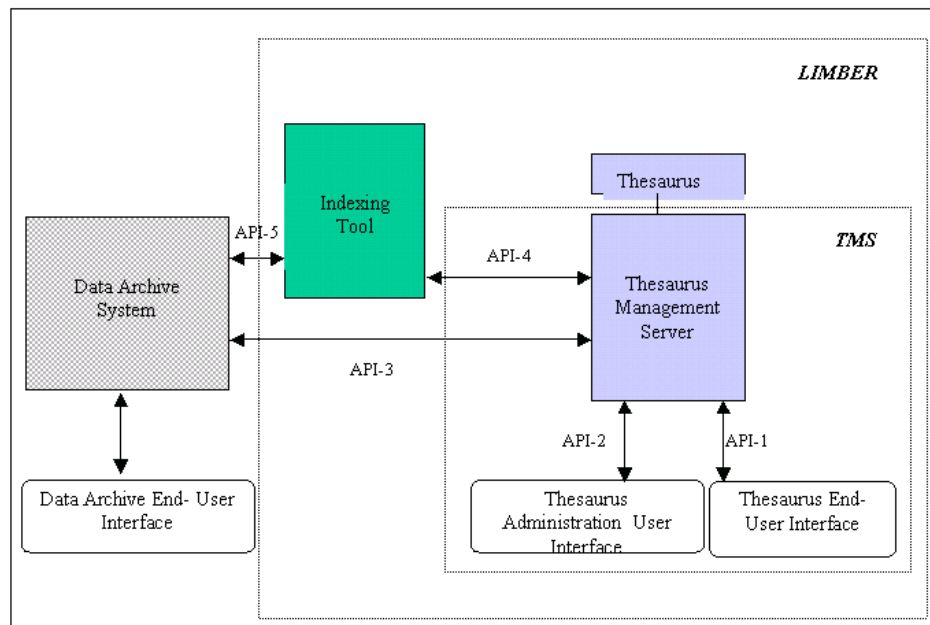 LIMBER
Thesaurus
Indexing
Tool
TMS
API-5
API-4
Data Archive
System
Thesaurus
Management
Server
API-3
API-2
API-1
Data Archive End- User
Interface
Thesaurus
Administration User
Interface
Thesaurus End-
User Interface